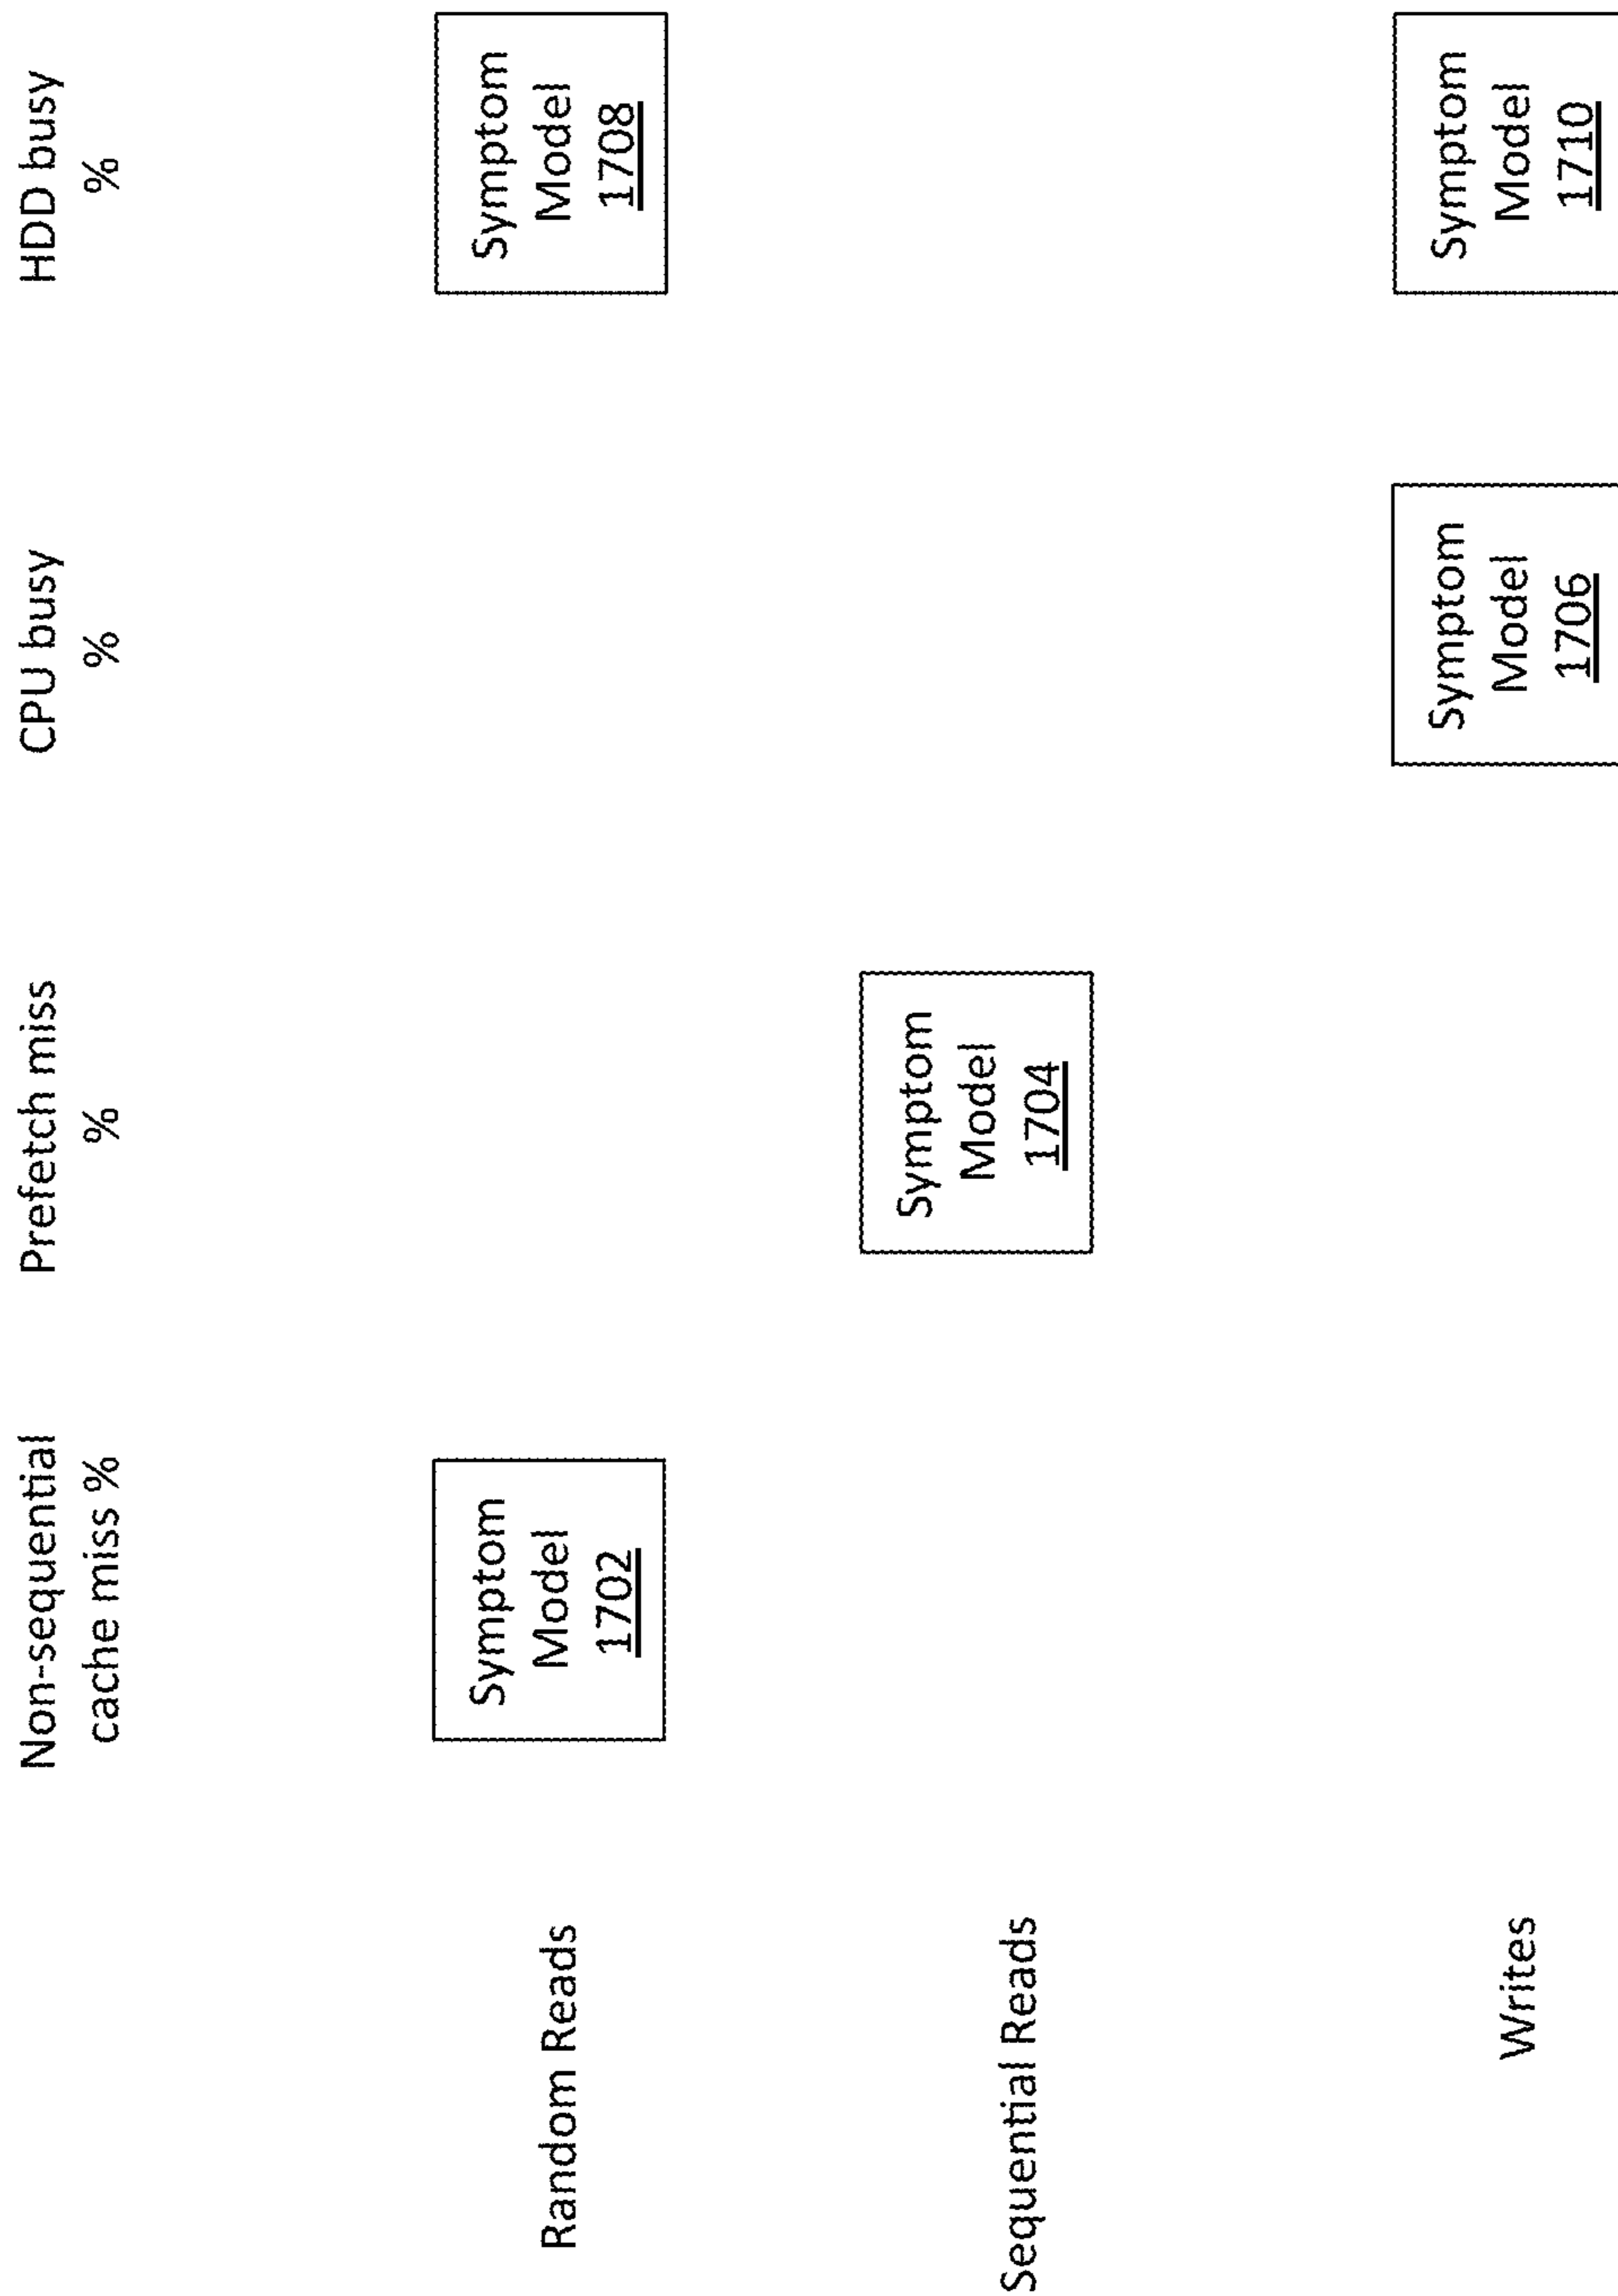 Non-sequential
cache miss %
Prefetch miss
%
CPU busy
%
HDD busy
%
Random Reads
Symptom
Model
1702
Symptom
Model
1708
Sequential Reads
Symptom
Model
1704
Writes
Symptom
Model
1706
Symptom
Model
1710